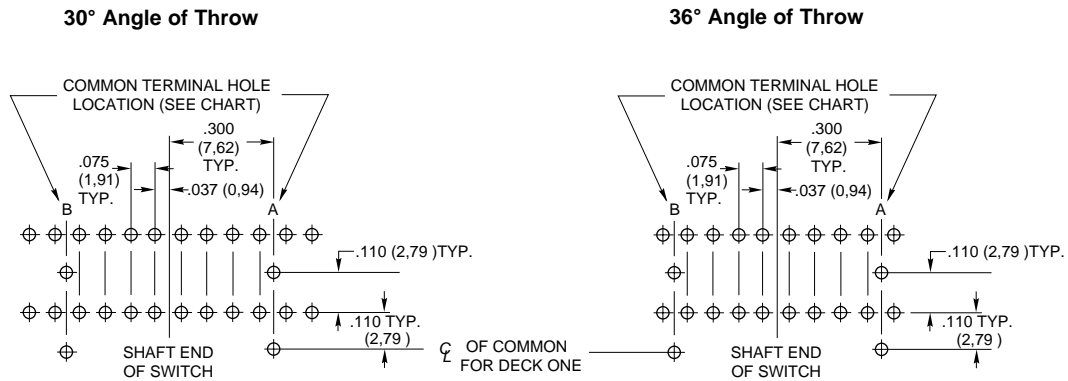 30° Angle of Throw
COMMON TERMINAL HOLE
LOCATION (SEE CHART)
.300
(7,62)
TYP.
.075
(1,91)
TYP.
.037 (0,94)
B
A
.110 (2,79 )TYP.
.110 TYP.
(2,79 )
SHAFT END
OF SWITCH
℄ OF COMMON
FOR DECK ONE
36° Angle of Throw
COMMON TERMINAL HOLE
LOCATION (SEE CHART)
.300
(7,62)
TYP.
.075
(1,91)
TYP.
.037 (0,94)
B
A
.110 (2,79 )TYP.
.110 TYP.
(2,79 )
SHAFT END
OF SWITCH